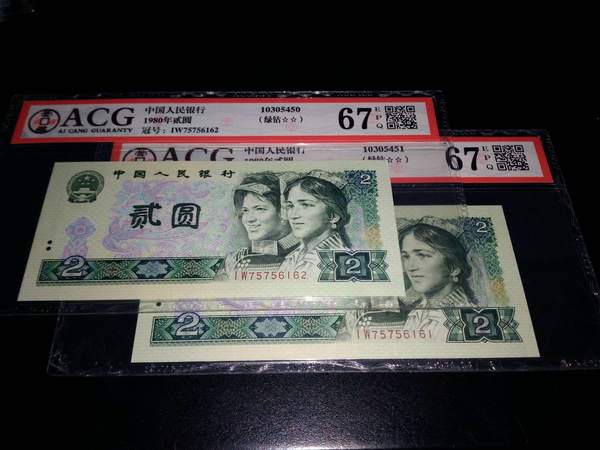 ACG
AI CANG GUARANTY
中国人民银行
1980年贰圆
冠号：IW75756162
10305450
（绿钻☆☆）
67
EPQ
ACG
中国人民银行
10305451
67
EPQ
中国人民银行
贰圆
2
2
IW75756162
2
2
2
IW75756161
2